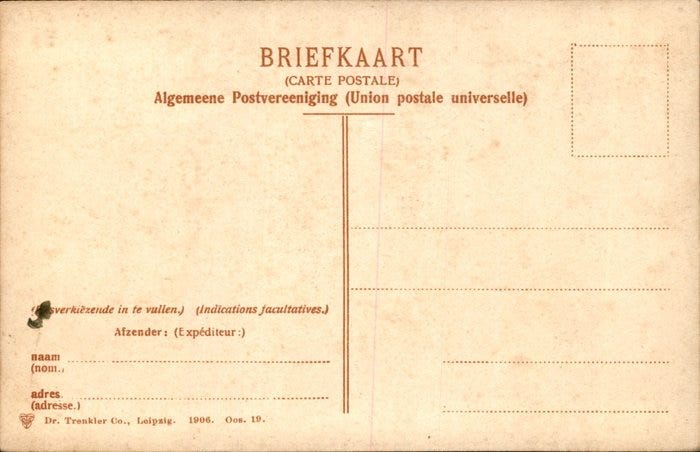 BRIEFKAART
(CARTE POSTALE)
Algemeene Postvereeniging (Union postale universelle)
in te vullen.) (Indications facultatives.)
Afzender: (Expéditeur:)
naam
(nom.)
adres
(adresse.)
Dr. Trenkler Co., Leipzig. 1906. Oos. 19.